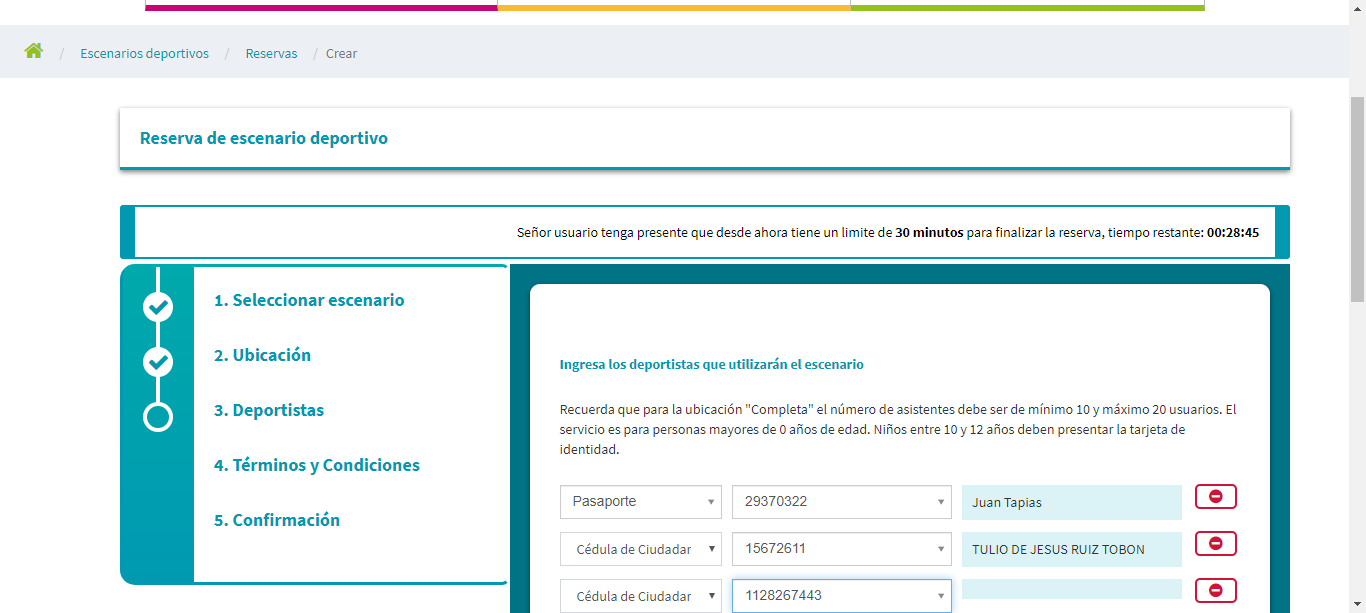 / Escenarios deportivos / Reservas / Crear
Reserva de escenario deportivo
Señor usuario tenga presente que desde ahora tiene un limite de 30 minutos para finalizar la reserva, tiempo restante: 00:28:45
1. Seleccionar escenario
2. Ubicación
3. Deportistas
4. Términos y Condiciones
5. Confirmación
Ingresa los deportistas que utilizarán el escenario
Recuerda que para la ubicación "Completa" el número de asistentes debe ser de mínimo 10 y máximo 20 usuarios. El
servicio es para personas mayores de 0 años de edad. Niños entre 10 y 12 años deben presentar la tarjeta de
identidad.
Pasaporte 29370322 Juan Tapias
Cédula de Ciudadar 15672611 TULIO DE JESUS RUIZ TOBON
Cédula de Ciudadar 1128267443